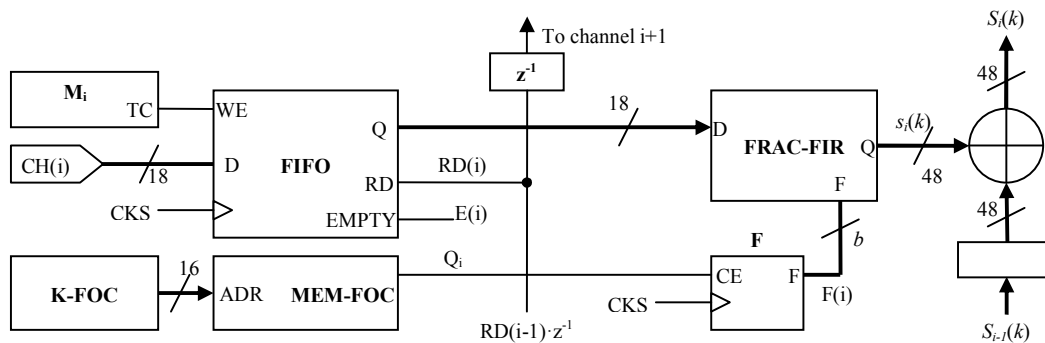 To channel i+1
z⁻¹
Sᵢ(k)
48
Mᵢ
TC
WE
Q
18
D
FRAC-FIR
Q
sᵢ(k)
48
F
CH(i)
18
D
FIFO
RD
RD(i)
CKS
EMPTY
E(i)
48
b
F
K-FOC
16
ADR
MEM-FOC
Qᵢ
CE
F
F(i)
CKS
RD(i-1)·z⁻¹
Sᵢ₋₁(k)